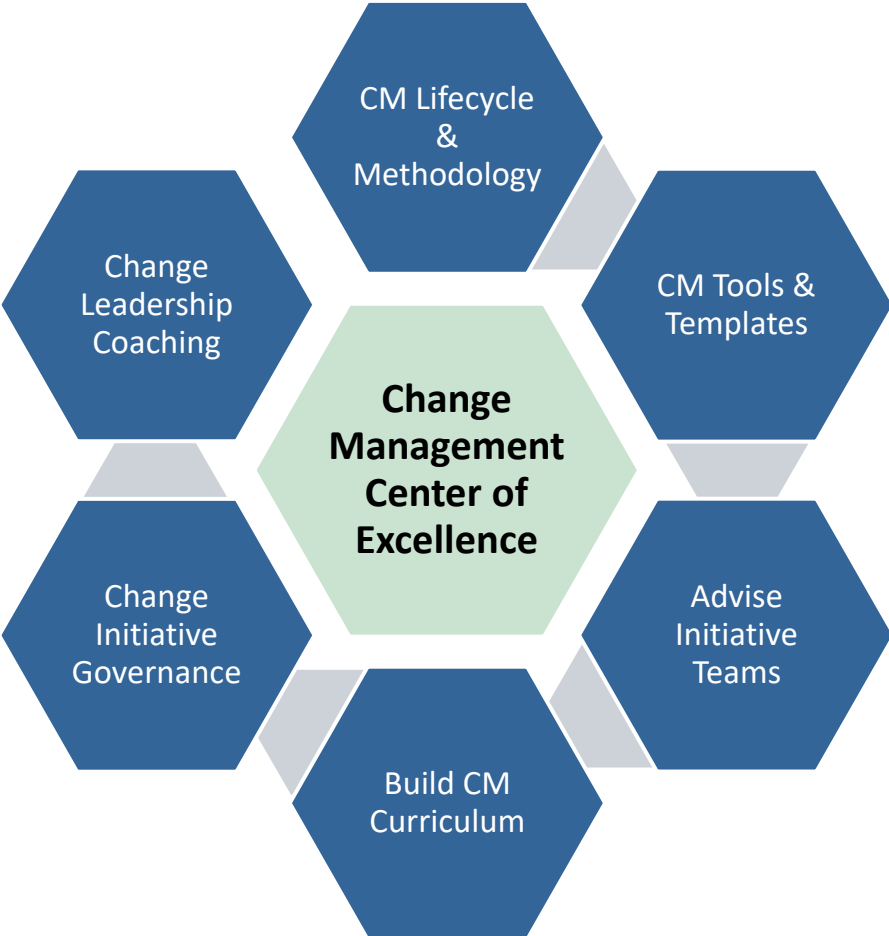 CM Lifecycle
&
Methodology
CM Tools &
Templates
Advise
Initiative
Teams
Build CM
Curriculum
Change
Initiative
Governance
Change
Leadership
Coaching
Change
Management
Center of
Excellence